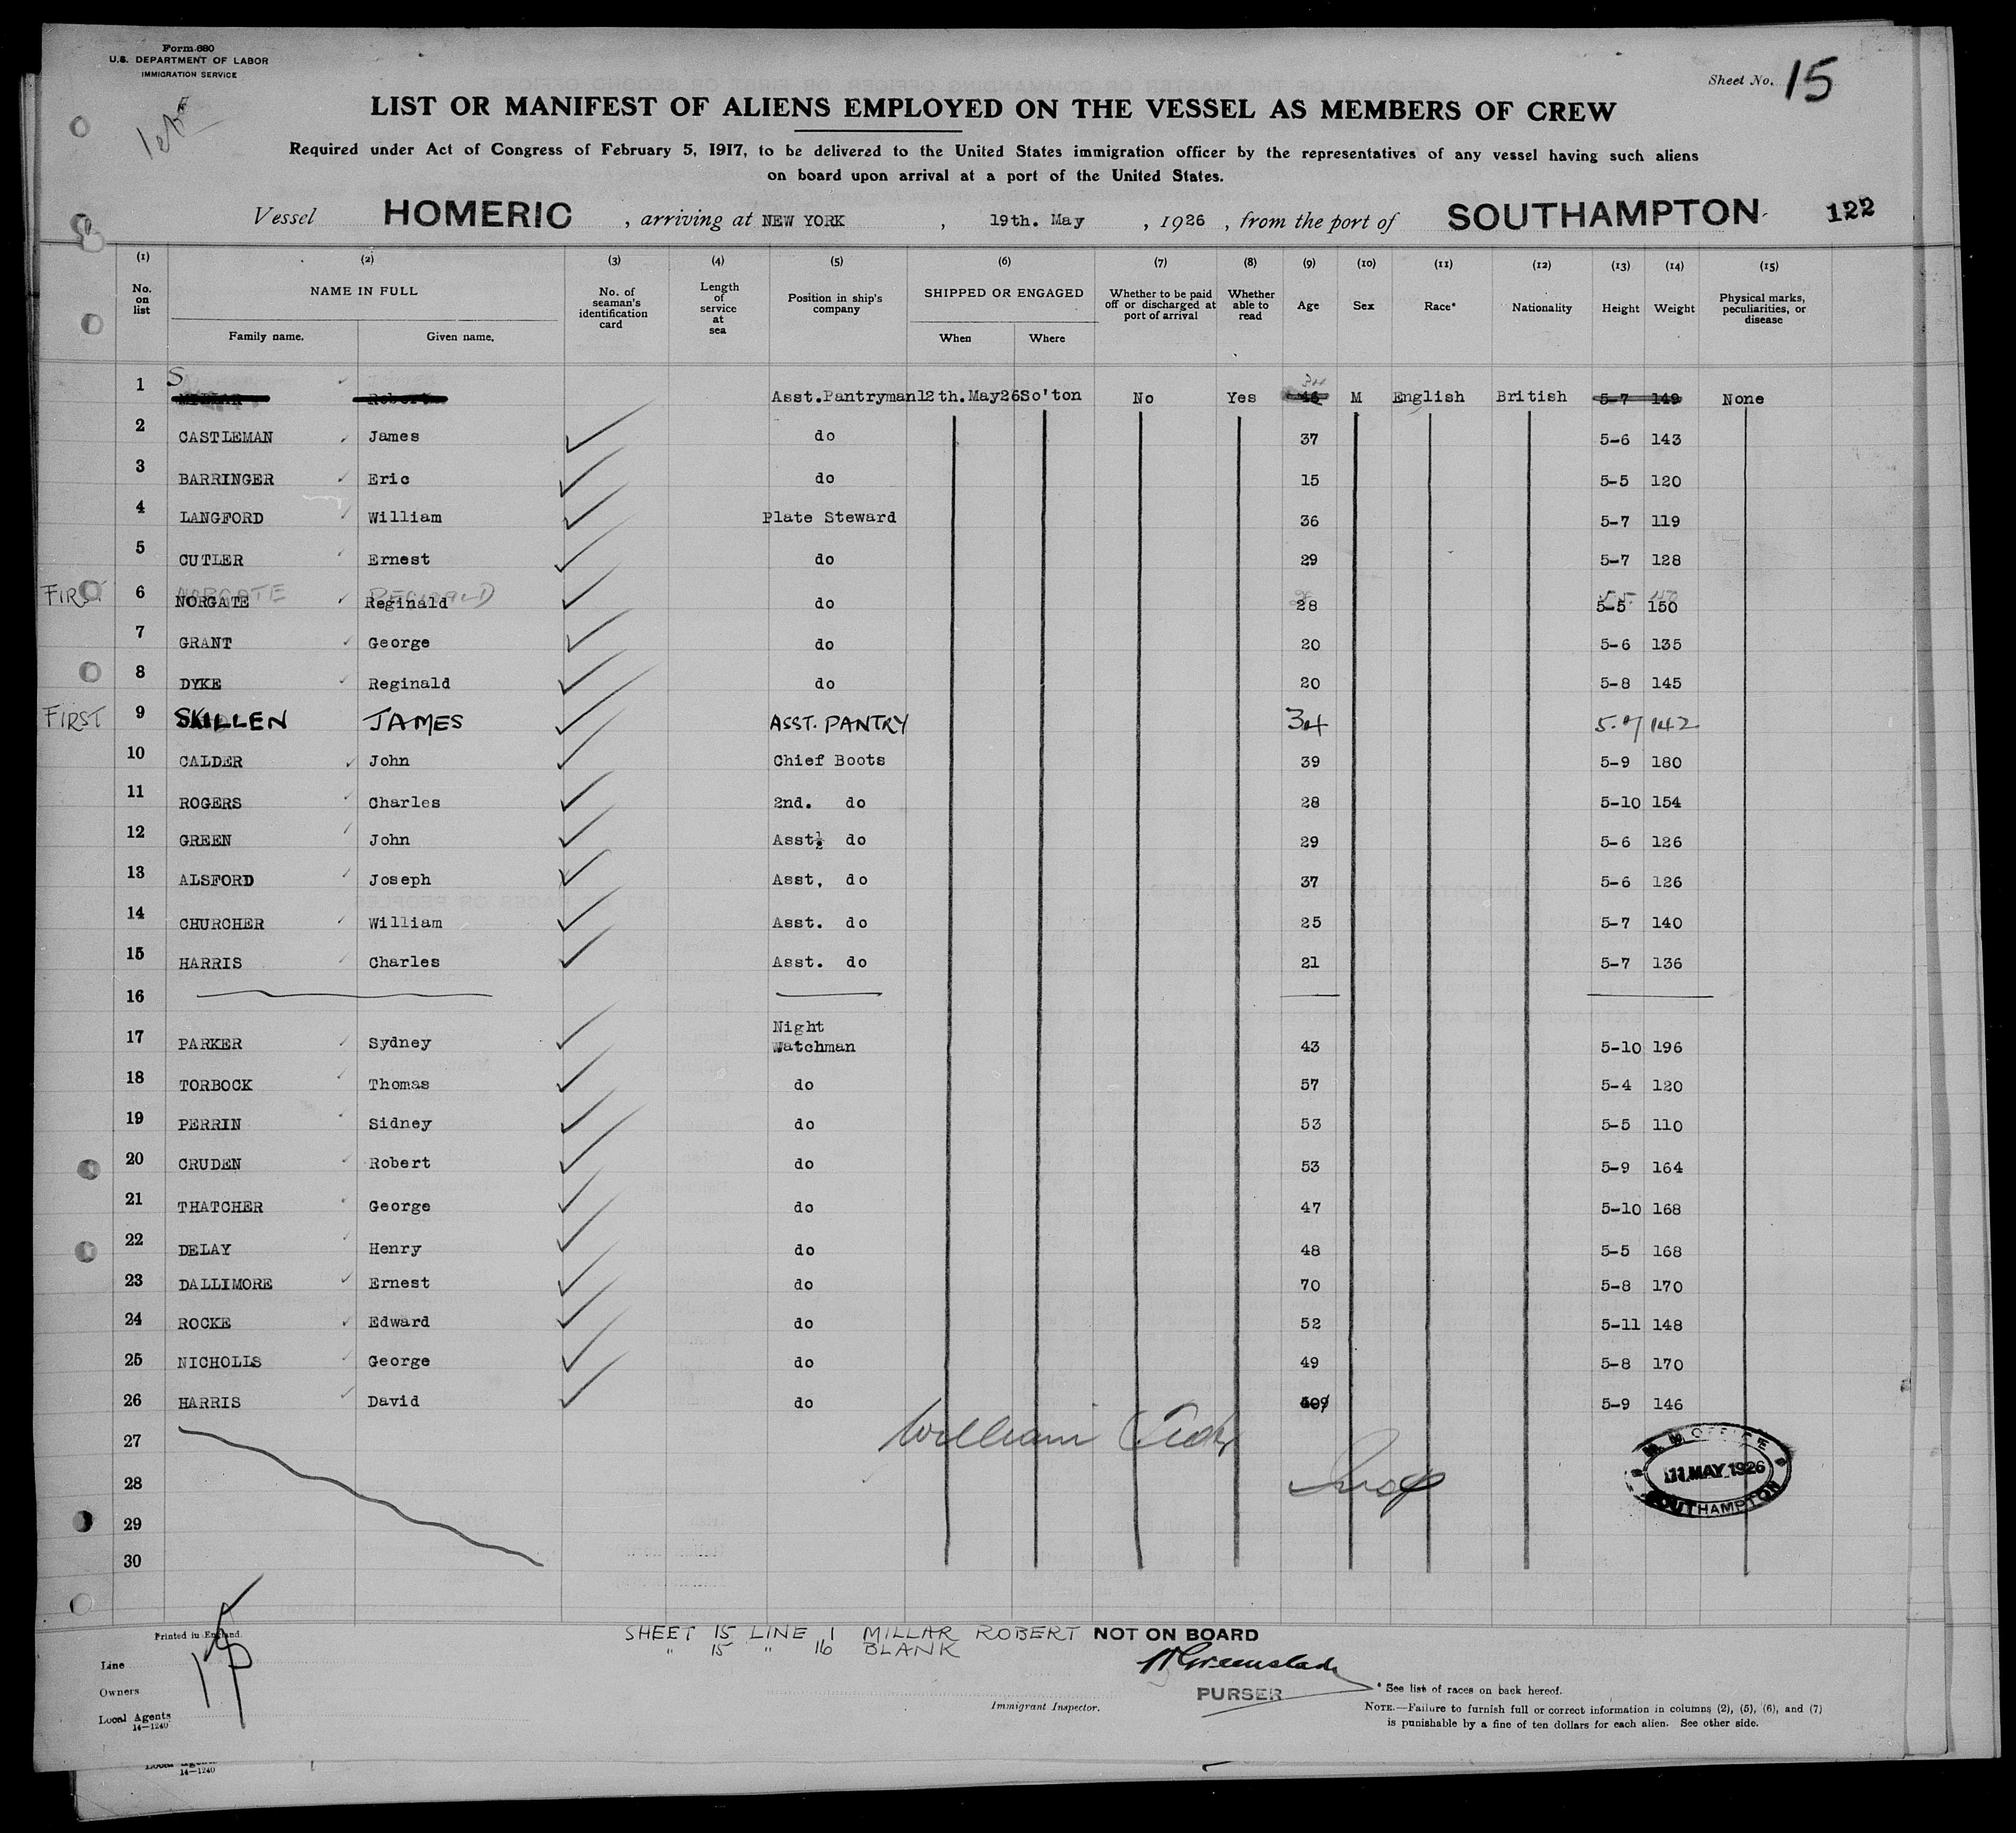 Form 680
U.S. DEPARTMENT OF LABOR
IMMIGRATION SERVICE
Sheet No. 15
LIST OR MANIFEST OF ALIENS EMPLOYED ON THE VESSEL AS MEMBERS OF CREW
Required under Act of Congress of February 5, 1917, to be delivered to the United States immigration officer by the representatives of any vessel having such aliens
on board upon arrival at a port of the United States.
Vessel HOMERIC , arriving at NEW YORK , 19th. May , 1926 , from the port of SOUTHAMPTON 122
(1) (2) (3) (4) (5) (6) (7) (8) (9) (10) (11) (12) (13) (14) (15)
No. on list NAME IN FULL Family name. Given name. No. of seaman's identification card Length of service at sea Position in ship's company SHIPPED OR ENGAGED When Where Whether to be paid off or discharged at port of arrival Whether able to read Age Sex Race* Nationality Height Weight Physical marks, peculiarities, or disease
1 S MILLAR Robert Asst.Pantryman 12th.May26 So'ton No Yes 34 M English British 5-7 149 None
2 CASTLEMAN James do 37 5-6 143
3 BARRINGER Eric do 15 5-5 120
4 LANGFORD William Plate Steward 36 5-7 119
5 CUTLER Ernest do 29 5-7 128
FIRST 6 NORGATE Reginald do 28 5-5 150
7 GRANT George do 20 5-6 135
8 DYKE Reginald do 20 5-8 145
FIRST 9 SKILLEN JAMES ASST. PANTRY 34 5.7 142
10 CALDER John Chief Boots 39 5-9 180
11 ROGERS Charles 2nd. do 28 5-10 154
12 GREEN John Asst. do 29 5-6 126
13 ALSFORD Joseph Asst, do 37 5-6 126
14 CHURCHER William Asst. do 25 5-7 140
15 HARRIS Charles Asst. do 21 5-7 136
16
17 PARKER Sydney Night Watchman 43 5-10 196
18 TORBOCK Thomas do 57 5-4 120
19 PERRIN Sidney do 53 5-5 110
20 CRUDEN Robert do 53 5-9 164
21 THATCHER George do 47 5-10 168
22 DELAY Henry do 48 5-5 168
23 DALLIMORE Ernest do 70 5-8 170
24 ROCKE Edward do 52 5-11 148
25 NICHOLLS George do 49 5-8 170
26 HARRIS David do 5-9 146
27
William
28
M. M. OFFICE
11 MAY 1926
SOUTHAMPTON
29
30
Printed in England.
SHEET 15 LINE 1 MILLAR ROBERT NOT ON BOARD
" 15 " 16 BLANK
Line
Owners
Local Agents
14—1240
Greenslade
PURSER
Immigrant Inspector.
* See list of races on back hereof.
NOTE.—Failure to furnish full or correct information in columns (2), (5), (6), and (7)
is punishable by a fine of ten dollars for each alien. See other side.
14—1240